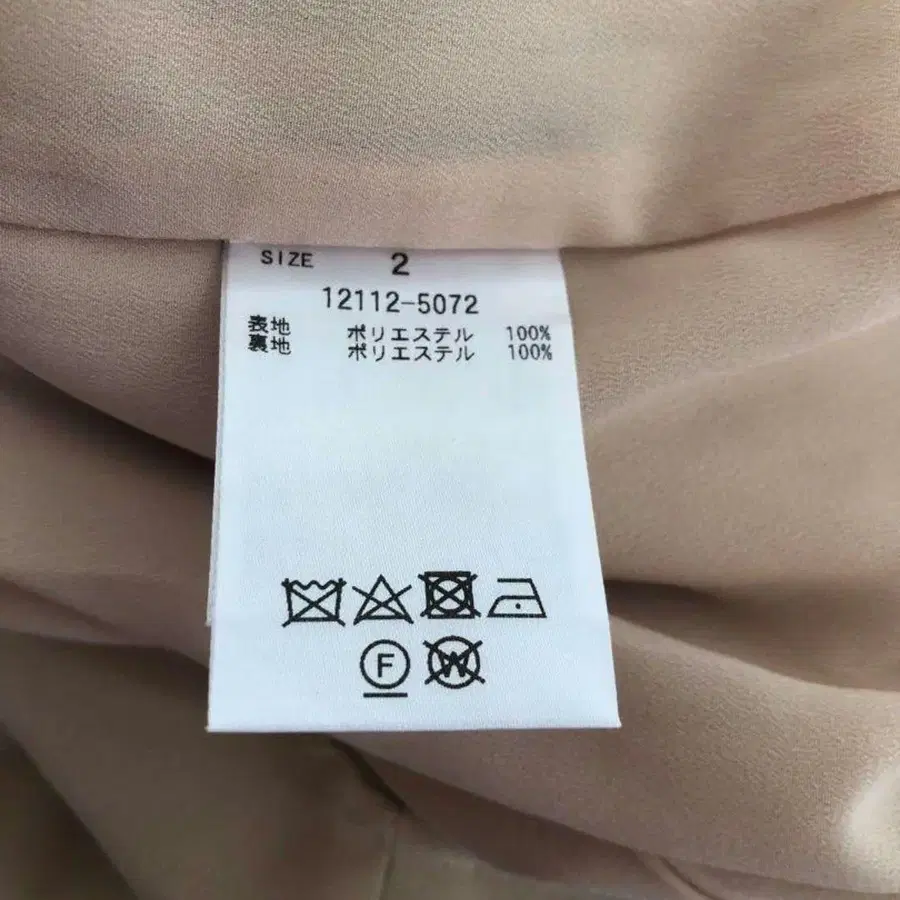 SIZE 2
12112-5072
表地 ポリエステル 100%
裏地 ポリエステル 100%
F W